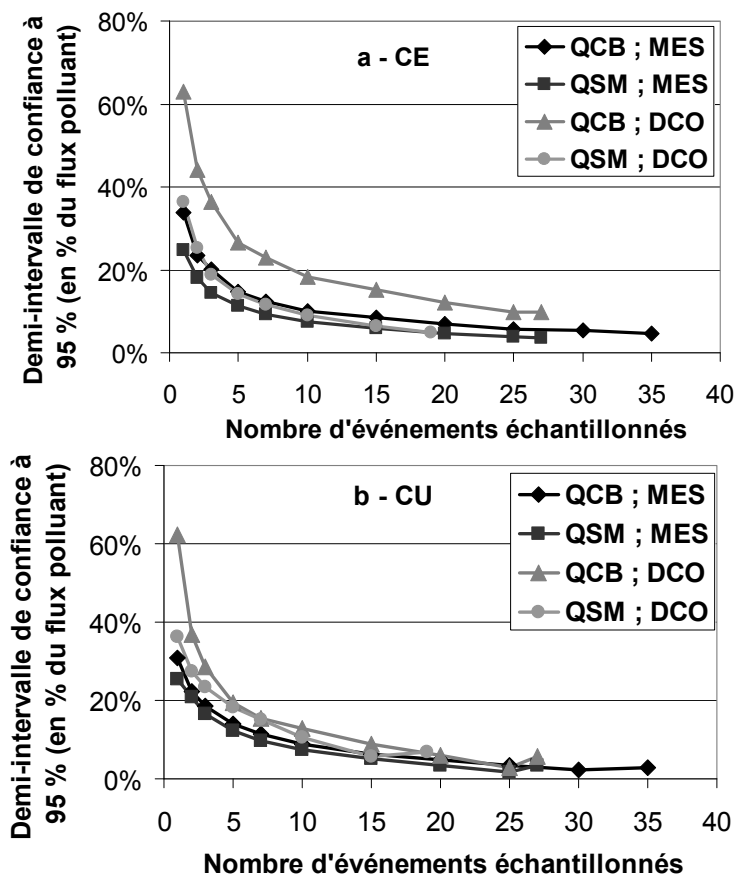 Demi-intervalle de confiance à
95 % (en % du flux polluant)
80%
60%
40%
20%
0%
a - CE
QCB ; MES
QSM ; MES
QCB ; DCO
QSM ; DCO
0 5 10 15 20 25 30 35 40
Nombre d'événements échantillonnés
Demi-intervalle de confiance à
95 % (en % du flux polluant)
80%
60%
40%
20%
0%
b - CU
QCB ; MES
QSM ; MES
QCB ; DCO
QSM ; DCO
0 5 10 15 20 25 30 35 40
Nombre d'événements échantillonnés